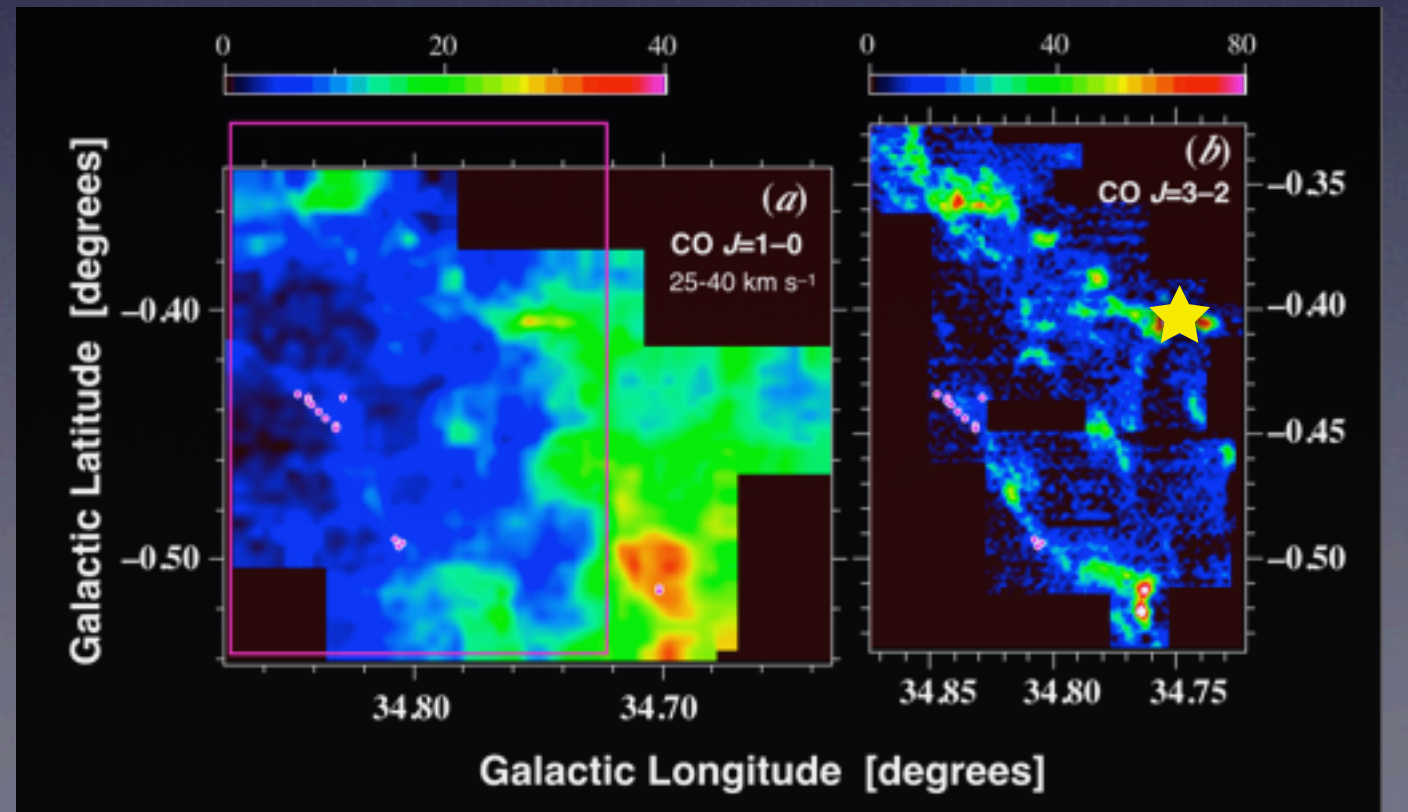 0 20 40
0 40 80
Galactic Latitude [degrees]
(a)
CO J=1–0
25-40 km s⁻¹
–0.40
–0.50
34.80 34.70
(b)
CO J=3–2
–0.35
–0.40
–0.45
–0.50
34.85 34.80 34.75
Galactic Longitude [degrees]